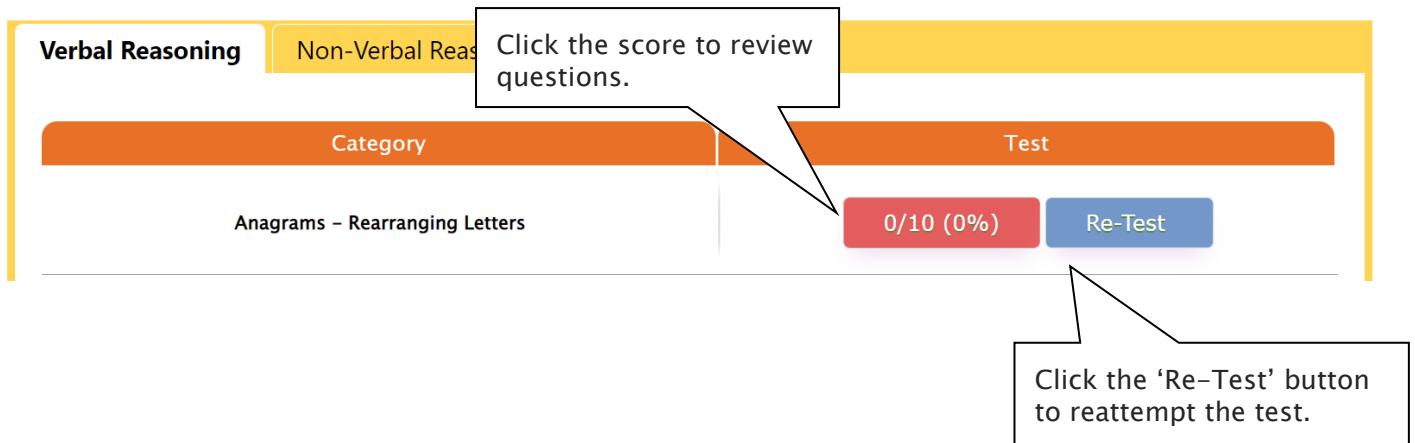 Verbal Reasoning
Non-Verbal Reas
Click the score to review
questions.
Category
Test
Anagrams – Rearranging Letters
0/10 (0%)
Re-Test
Click the ‘Re-Test’ button
to reattempt the test.